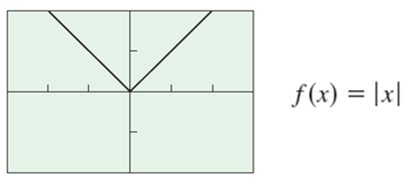 f(x) = |x|